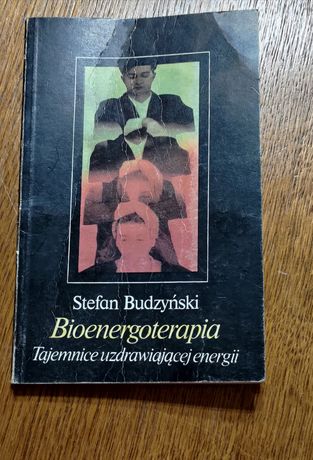 Stefan Budzyński
Bioenergoterapia
Tajemnice uzdrawiającej energii